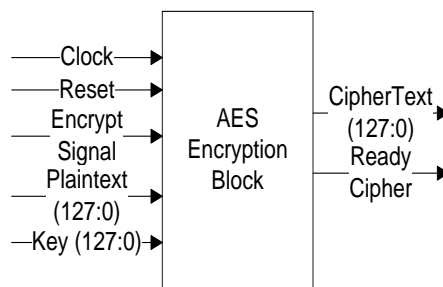 Clock
Reset
Encrypt
Signal
Plaintext
(127:0)
Key (127:0)
AES
Encryption
Block
CipherText
(127:0)
Ready
Cipher